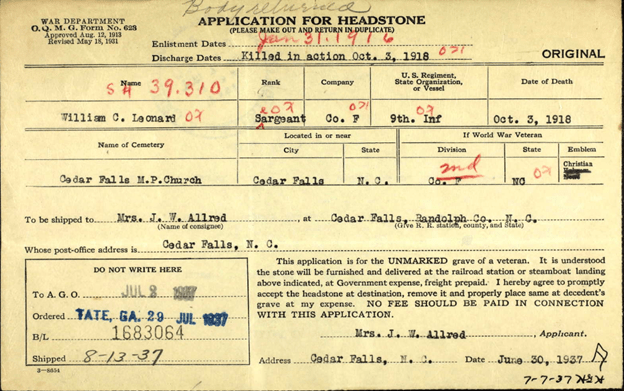 Body returned
WAR DEPARTMENT
O. Q. M. G. Form No. 623
Approved Aug. 12, 1913
Revised May 18, 1931
APPLICATION FOR HEADSTONE
(PLEASE MAKE OUT AND RETURN IN DUPLICATE)
Enlistment Dates Jan 31. 1916
Discharge Dates Killed in action Oct 3, 1918
ORIGINAL
Name
Rank
Company
U. S. Regiment, State Organization, or Vessel
Date of Death
39.310
William C. Leonard
Sargeant
Co. F
9th. Inf
Oct. 3, 1918
Name of Cemetery
Located in or near
City
State
If World War Veteran
Division
State
Emblem
Christian
2nd
Cedar Falls M.P.Church
Cedar Falls
N. C.
Co. F
NC
To be shipped to Mrs. J. W. Allred at Cedar Falls, Randolph Co. N. C.
(Name of consignee) (Give R. R. station, county, and State)
Whose post-office address is Cedar Falls, N. C.
DO NOT WRITE HERE
To A. G. O. JUL 2 1937
Ordered TATE, GA. 29 JUL 1937
B/L 1683064
Shipped 8-13-37
3—8654
This application is for the UNMARKED grave of a veteran. It is understood
the stone will be furnished and delivered at the railroad station or steamboat landing
above indicated, at Government expense, freight prepaid. I hereby agree to promptly
accept the headstone at destination, remove it and properly place same at decedent's
grave at my expense. NO FEE SHOULD BE PAID IN CONNECTION
WITH THIS APPLICATION.
Mrs. J. W. Allred, Applicant.
Address Cedar Falls, N. C. Date June 30, 1937
7-7-37